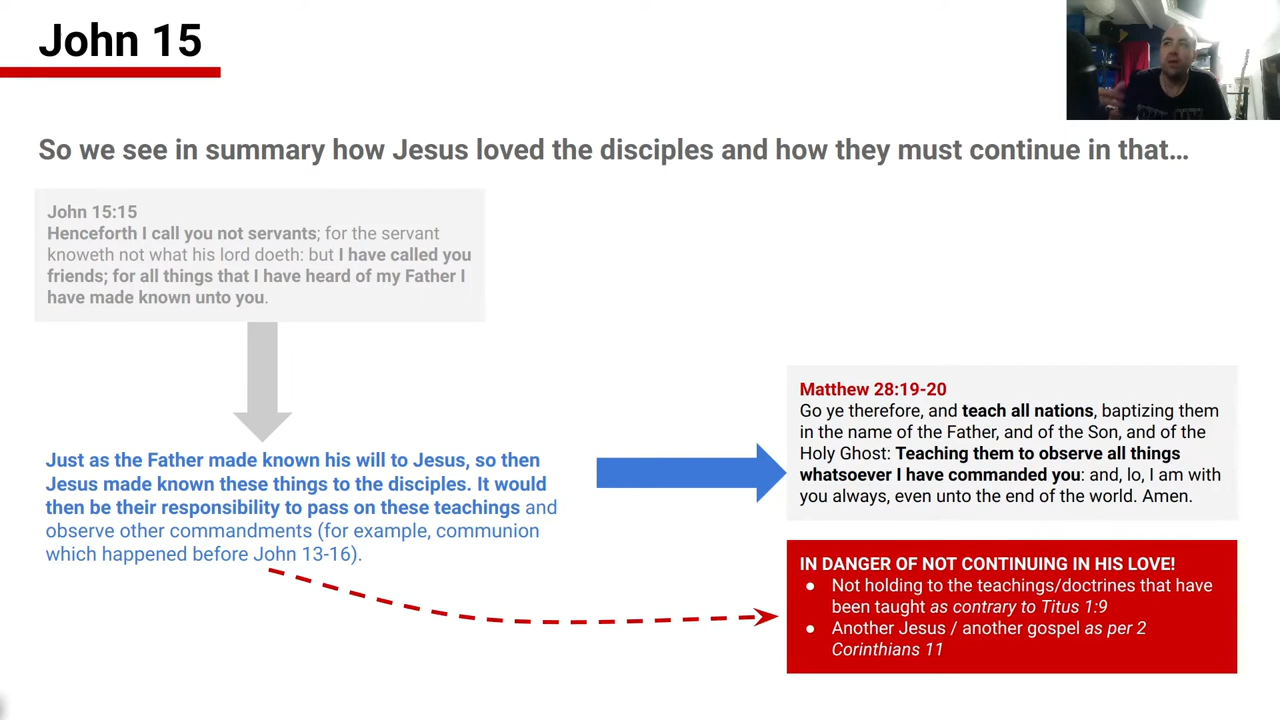 John 15
So we see in summary how Jesus loved the disciples and how they must continue in that...
John 15:15
Henceforth I call you not servants; for the servant
knoweth not what his lord doeth: but I have called you
friends; for all things that I have heard of my Father I
have made known unto you.
Just as the Father made known his will to Jesus, so then
Jesus made known these things to the disciples. It would
then be their responsibility to pass on these teachings and
observe other commandments (for example, communion
which happened before John 13-16).
Matthew 28:19-20
Go ye therefore, and teach all nations, baptizing them
in the name of the Father, and of the Son, and of the
Holy Ghost: Teaching them to observe all things
whatsoever I have commanded you: and, lo, I am with
you always, even unto the end of the world. Amen.
IN DANGER OF NOT CONTINUING IN HIS LOVE!
● Not holding to the teachings/doctrines that have
been taught as contrary to Titus 1:9
● Another Jesus / another gospel as per 2
Corinthians 11